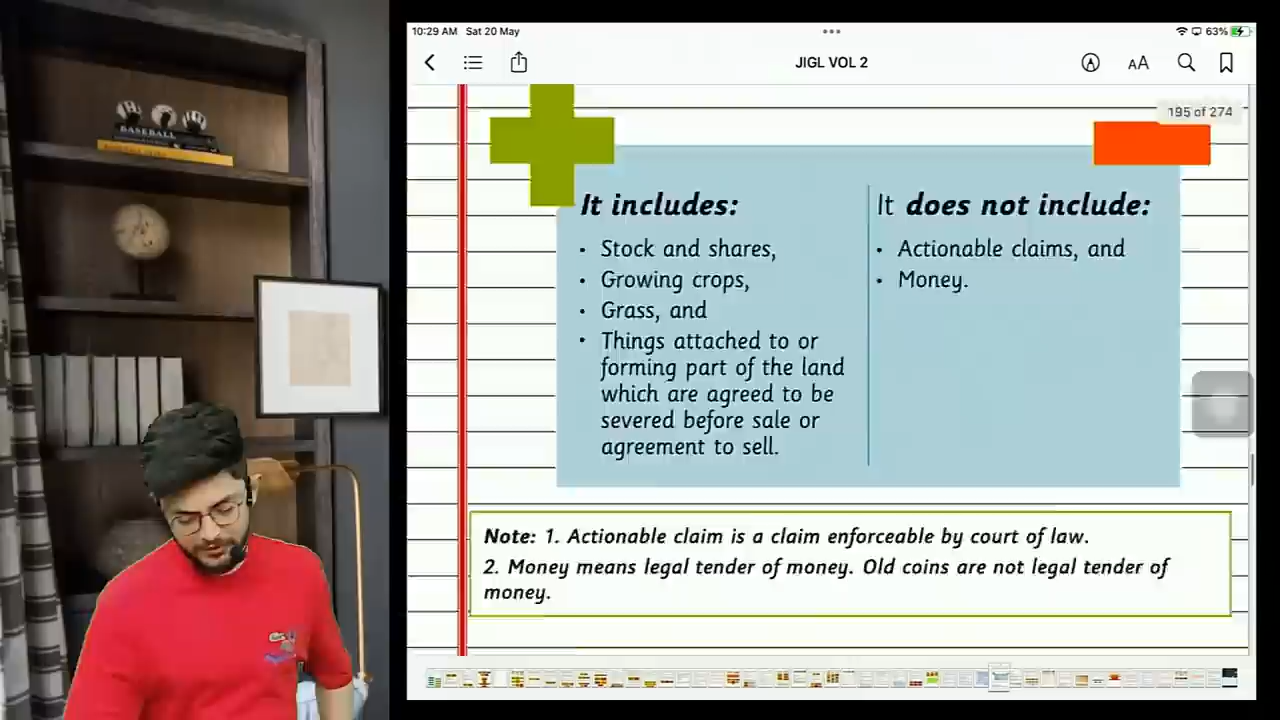 10:29 AM Sat 20 May
63%
JIGL VOL 2
AA
195 of 274
It includes:
• Stock and shares,
• Growing crops,
• Grass, and
• Things attached to or
forming part of the land
which are agreed to be
severed before sale or
agreement to sell.
It does not include:
• Actionable claims, and
• Money.
Note: 1. Actionable claim is a claim enforceable by court of law.
2. Money means legal tender of money. Old coins are not legal tender of
money.
BASEBALL